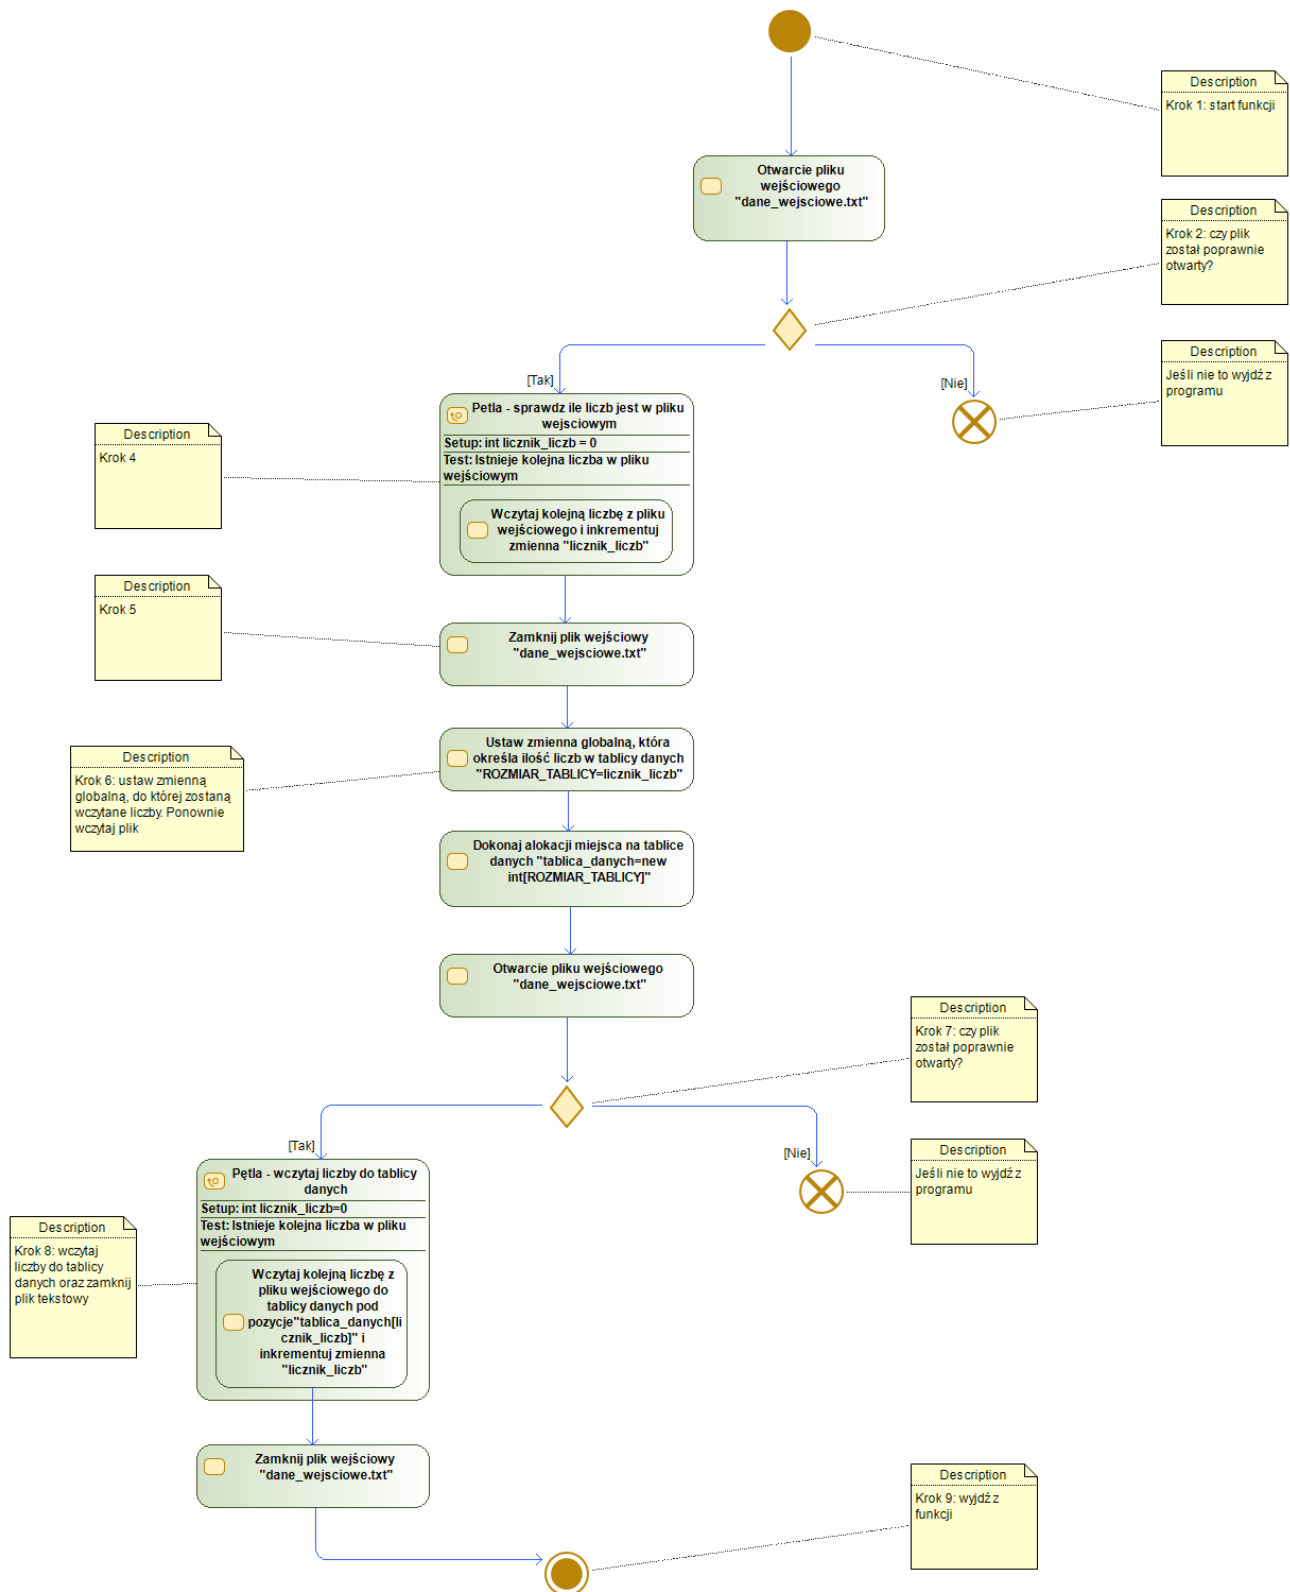 Description
Krok 1: start funkcji
Otwarcie pliku
wejściowego
"dane_wejsciowe.txt"
Description
Krok 2: czy plik
został poprawnie
otwarty?
Description
Jeśli nie to wyjdź z
programu
[Tak]
[Nie]
Petla - sprawdz ile liczb jest w pliku
wejsciowym
Setup: int licznik_liczb = 0
Test: Istnieje kolejna liczba w pliku
wejściowym
Wczytaj kolejną liczbę z pliku
wejściowego i inkrementuj
zmienna "licznik_liczb"
Description
Krok 4
Description
Krok 5
Zamknij plik wejściowy
"dane_wejsciowe.txt"
Ustaw zmienna globalną, która
określa ilość liczb w tablicy danych
"ROZMIAR_TABLICY=licznik_liczb"
Description
Krok 6: ustaw zmienną
globalną, do której zostaną
wczytane liczby. Ponownie
wczytaj plik
Dokonaj alokacji miejsca na tablice
danych "tablica_danych=new
int[ROZMIAR_TABLICY]"
Otwarcie pliku wejściowego
"dane_wejsciowe.txt"
Description
Krok 7: czy plik
został poprawnie
otwarty?
[Tak]
[Nie]
Description
Jeśli nie to wyjdź z
programu
Pętla - wczytaj liczby do tablicy
danych
Setup: int licznik_liczb=0
Test: Istnieje kolejna liczba w pliku
wejściowym
Wczytaj kolejną liczbę z
pliku wejściowego do
tablicy danych pod
pozycje"tablica_danych[li
cznik_liczb]" i
inkrementuj zmienna
"licznik_liczb"
Description
Krok 8: wczytaj
liczby do tablicy
danych oraz zamknij
plik tekstowy
Zamknij plik wejściowy
"dane_wejsciowe.txt"
Description
Krok 9: wyjdź z
funkcji